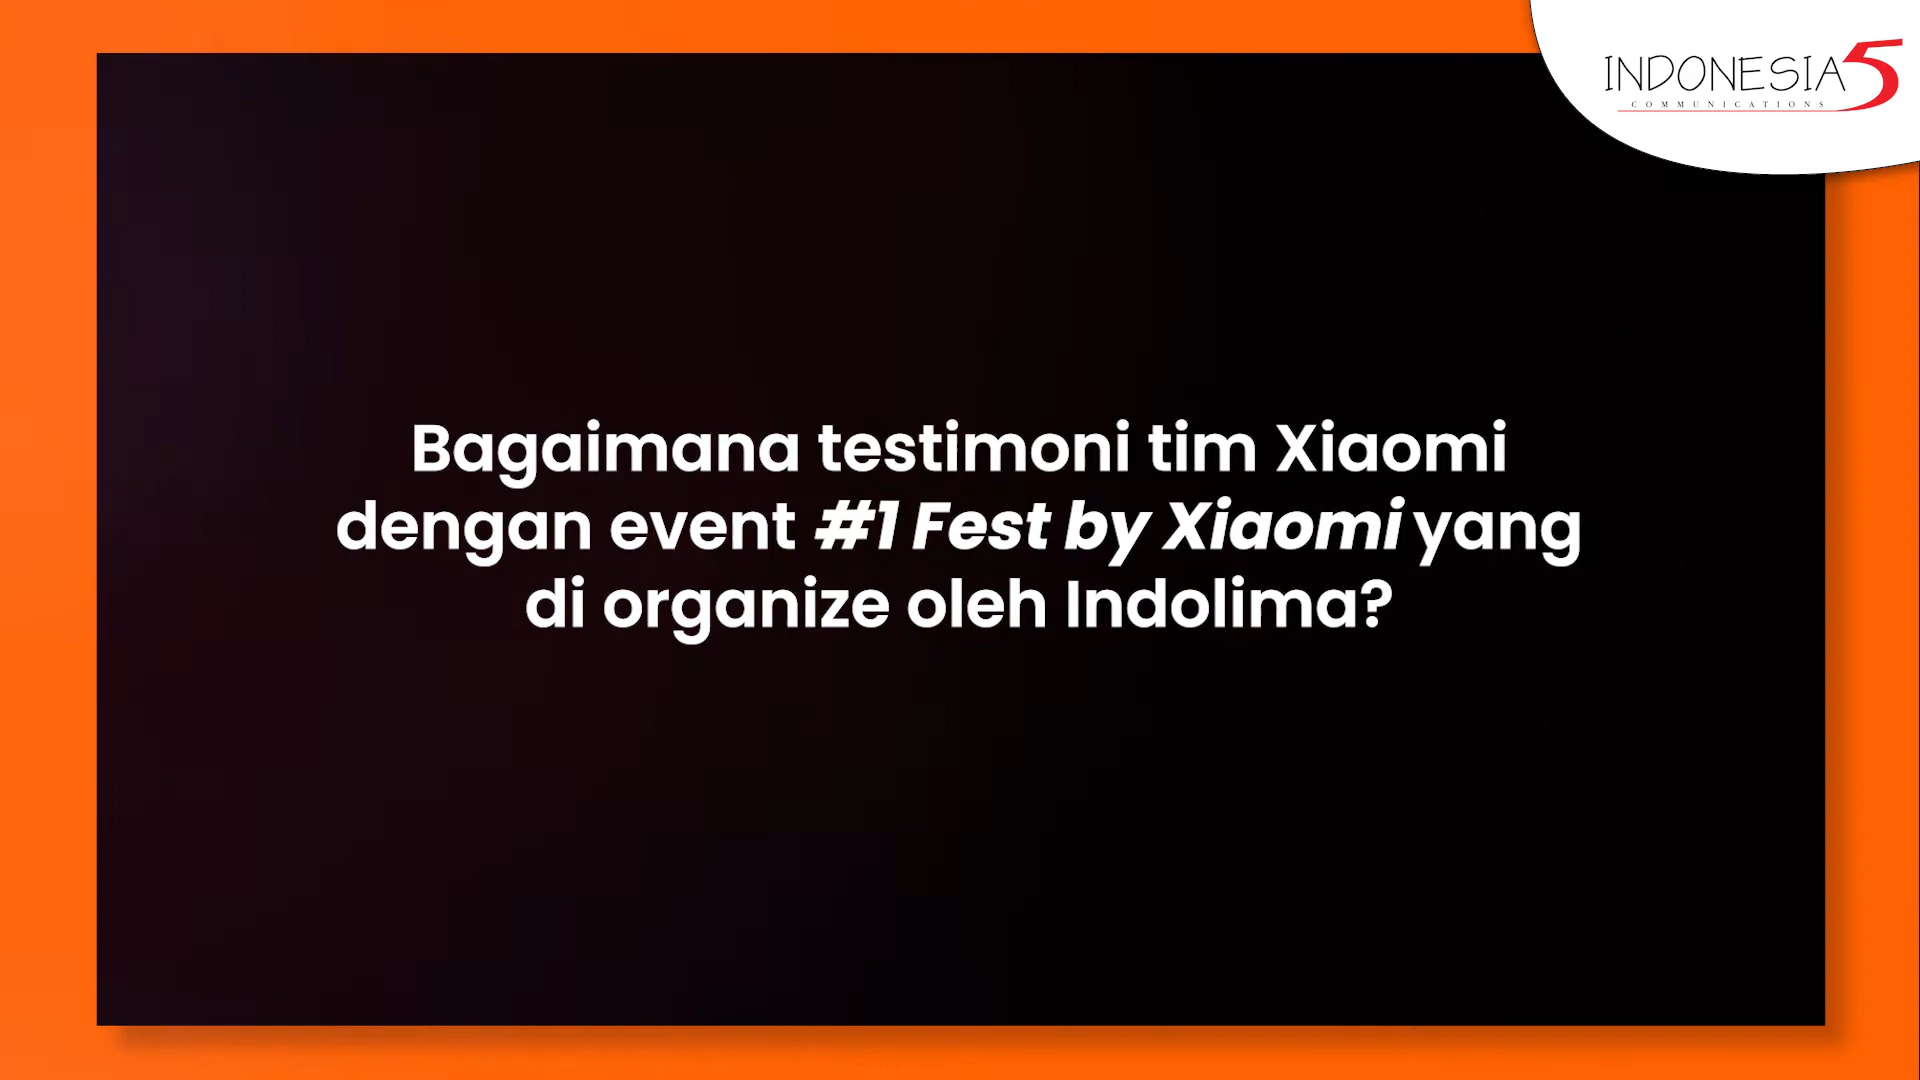 INDONESIA5
COMMUNICATIONS
Bagaimana testimoni tim Xiaomi
dengan event #1 Fest by Xiaomi yang
di organize oleh Indolima?